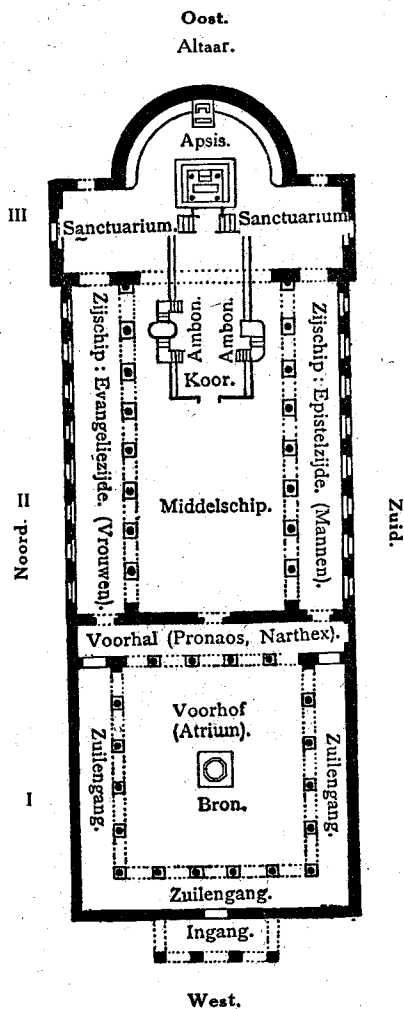 Oost.
Altaar.
Apsis.
III
Sanctuarium.
Sanctuarium
Ambon.
Ambon.
Koor.
Zijschip: Evangeliezijde. (Vrouwen).
Zijschip: Epistelzijde. (Mannen).
II
Noord.
Middelschip.
Zuid.
Voorhal (Pronaos, Narthex).
Voorhof
(Atrium).
Zuilengang.
Zuilengang.
I
Bron.
Zuilengang.
Ingang.
West.